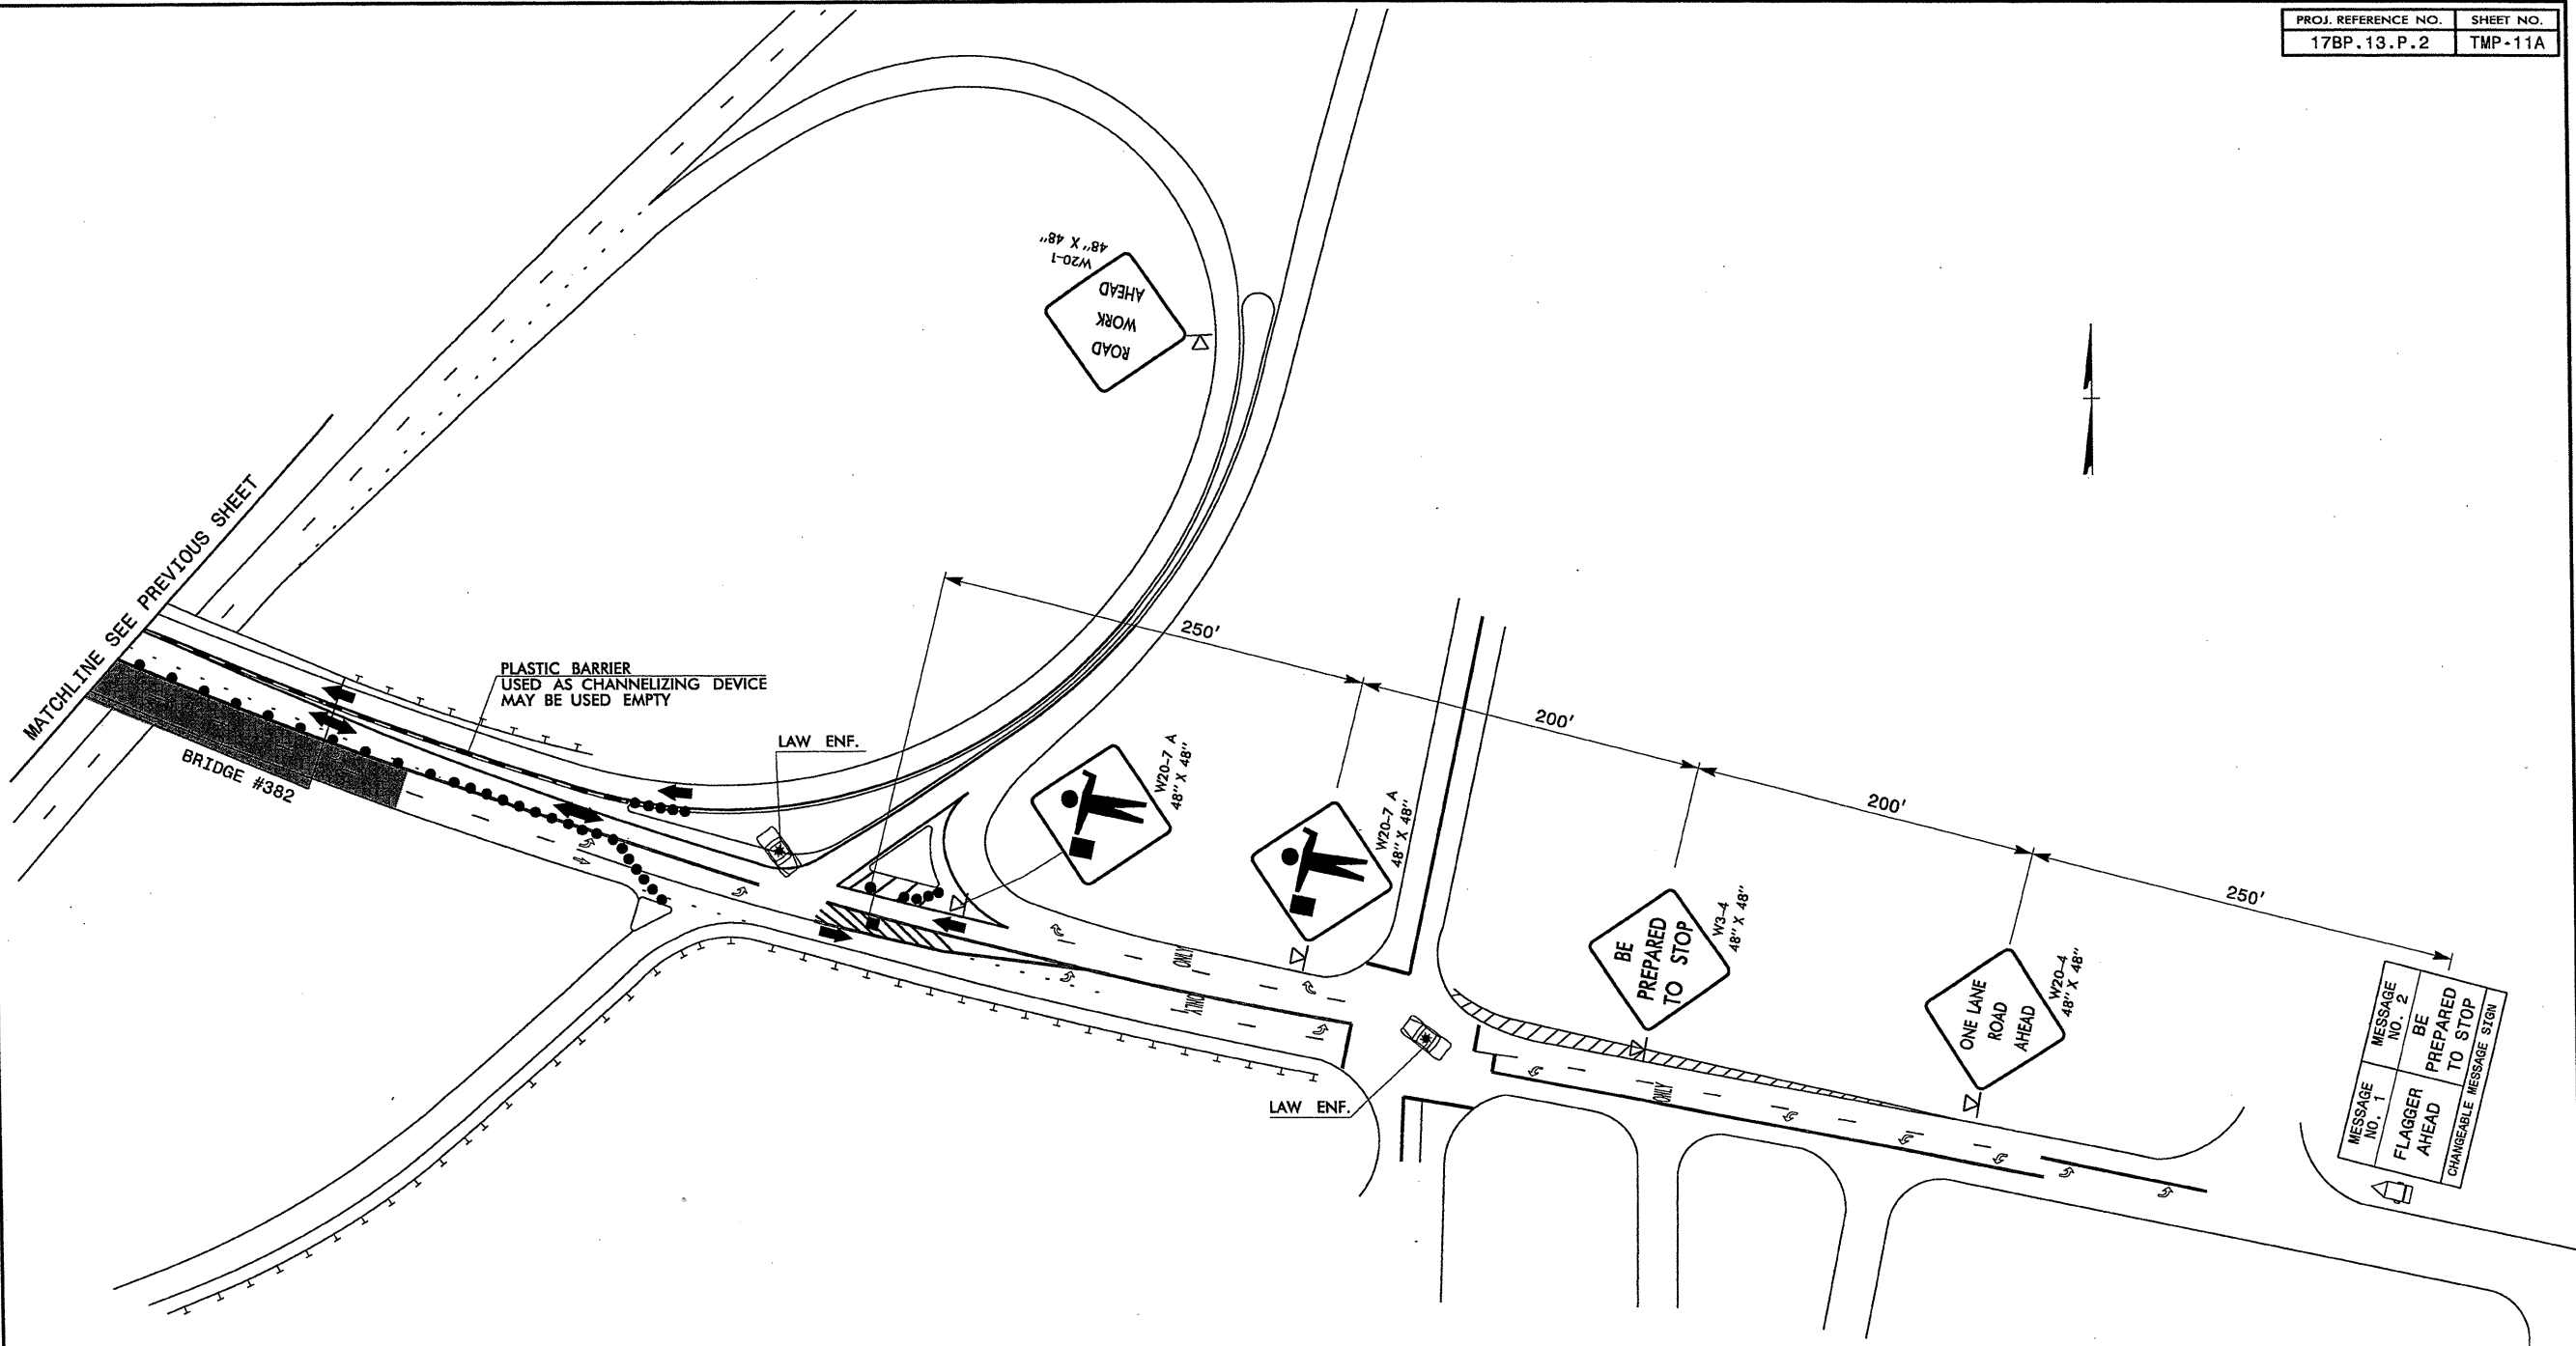 PROJ. REFERENCE NO. SHEET NO.
17BP.13.P.2 TMP-11A
W20-1
48" X 48"
ROAD
WORK
AHEAD
MATCHLINE SEE PREVIOUS SHEET
250'
200'
200'
250'
PLASTIC BARRIER
USED AS CHANNELIZING DEVICE
MAY BE USED EMPTY
LAW ENF.
BRIDGE #382
W20-7 A
48" X 48"
W20-7 A
48" X 48"
BE
PREPARED
TO STOP
W3-4
48" X 48"
ONE LANE
ROAD
AHEAD
W20-4
48" X 48"
ONLY
ONLY
ONLY
LAW ENF.
MESSAGE
NO. 1
FLAGGER
AHEAD
MESSAGE
NO. 2
BE
PREPARED
TO STOP
CHANGEABLE MESSAGE SIGN